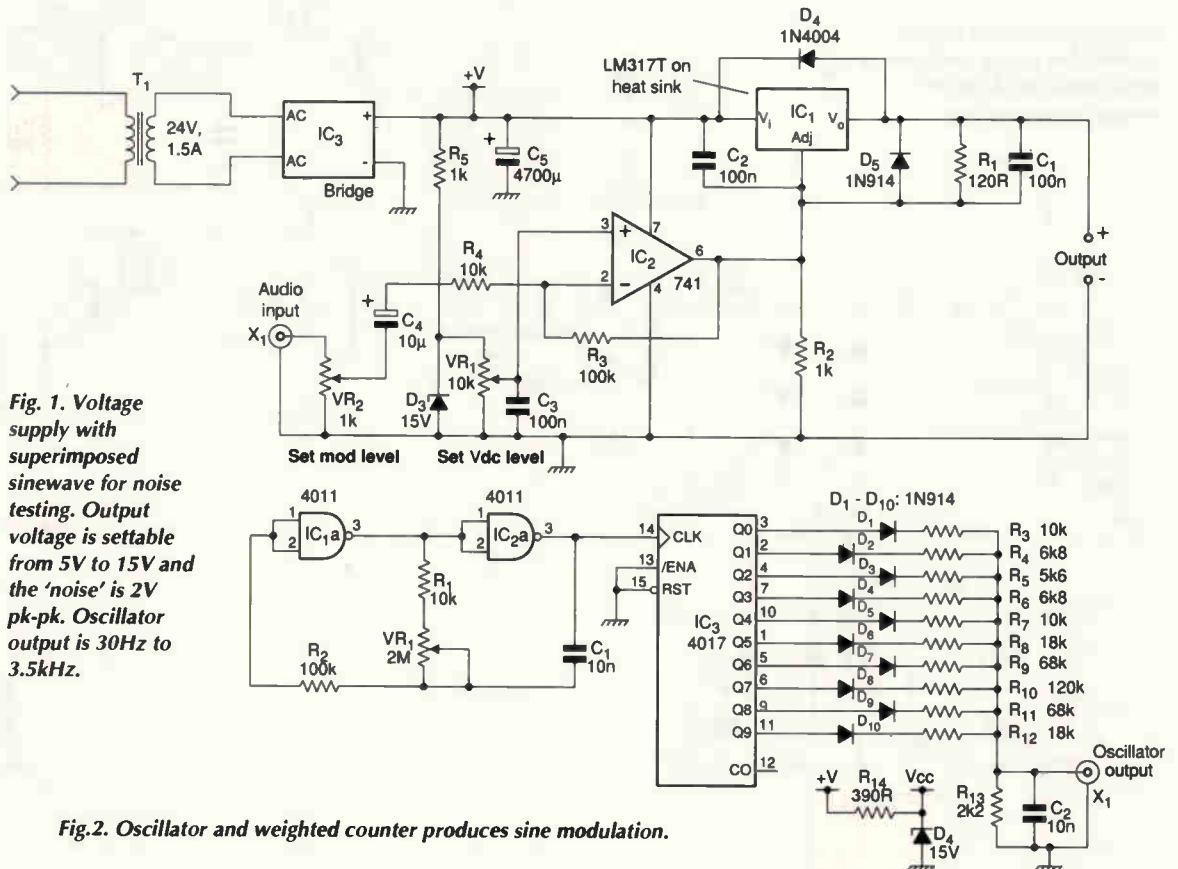 D4
1N4004
LM317T on
heat sink
T1
24V,
1.5A
AC
AC
+
-
IC3
Bridge
+V
R5
1k
+
C5
4700µ
C2
100n
Vi
IC1
Vo
Adj
D5
1N914
R1
120R
C1
100n
+
Output
-
3
+
7
IC2
6
2
-
4
741
R4
10k
R3
100k
R2
1k
Audio
input
X1
+
C4
10µ
VR2
1k
D3
15V
VR1
10k
C3
100n
Set mod level
Set Vdc level
Fig. 1. Voltage
supply with
superimposed
sinewave for noise
testing. Output
voltage is settable
from 5V to 15V and
the 'noise' is 2V
pk-pk. Oscillator
output is 30Hz to
3.5kHz.
4011
1
2
IC1a
3
4011
1
2
IC2a
3
R1
10k
VR1
2M
R2
100k
C1
10n
14
CLK
13
/ENA
15
RST
IC3
4017
D1 - D10: 1N914
Q0 3 D1 R3 10k
Q1 2 D2 R4 6k8
Q2 4 D3 R5 5k6
Q3 7 D4 R6 6k8
Q4 10 D5 R7 10k
Q5 1 D6 R8 18k
Q6 5 D7 R9 68k
Q7 6 D8 R10 120k
Q8 9 D9 R11 68k
Q9 11 D10 R12 18k
CO 12
+V
R14
390R
Vcc
D4
15V
R13
2k2
C2
10n
Oscillator
output
X1
Fig.2. Oscillator and weighted counter produces sine modulation.